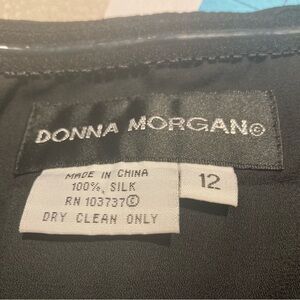 DONNA MORGAN©
MADE IN CHINA
100% SILK
RN 103737©
DRY CLEAN ONLY
12